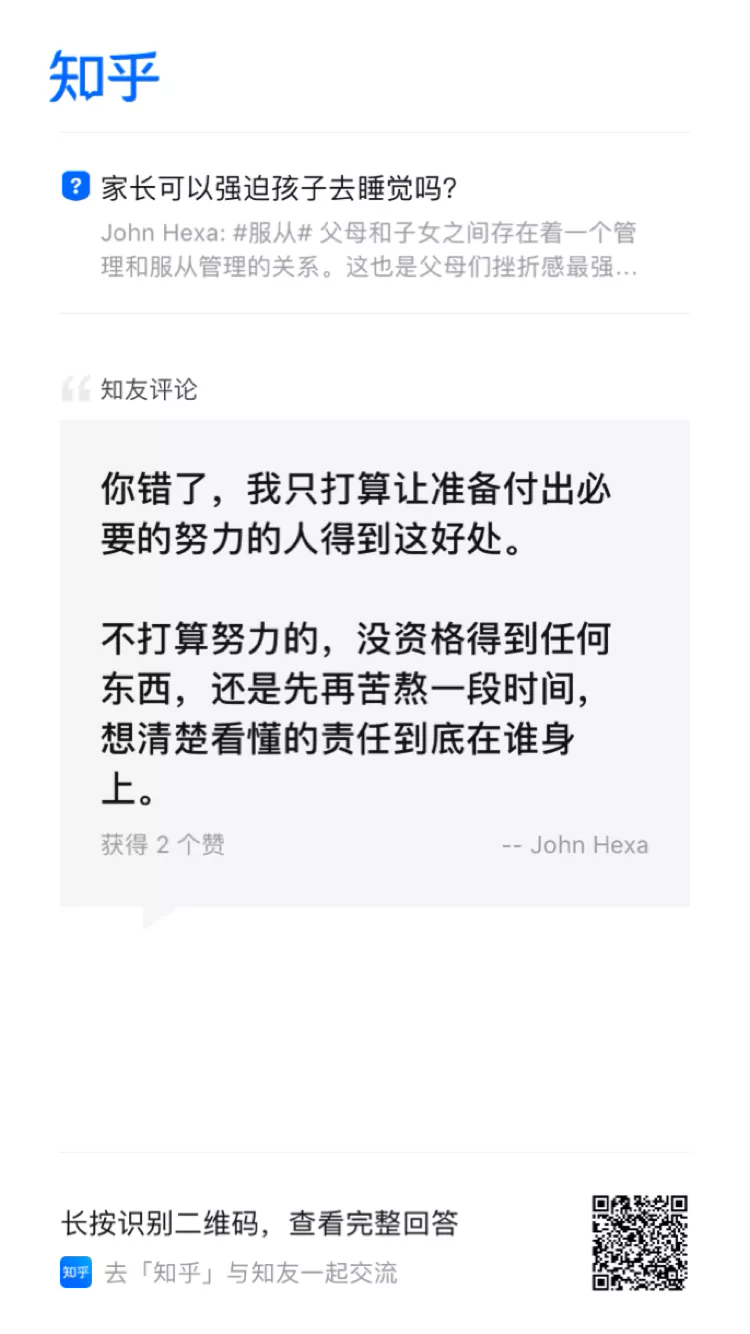 知乎
? 家长可以强迫孩子去睡觉吗?
John Hexa: #服从# 父母和子女之间存在着一个管
理和服从管理的关系。这也是父母们挫折感最强...
知友评论
你错了，我只打算让准备付出必
要的努力的人得到这好处。
不打算努力的，没资格得到任何
东西，还是先再苦熬一段时间，
想清楚看懂的责任到底在谁身
上。
获得 2 个赞
-- John Hexa
长按识别二维码，查看完整回答
知乎 去「知乎」与知友一起交流